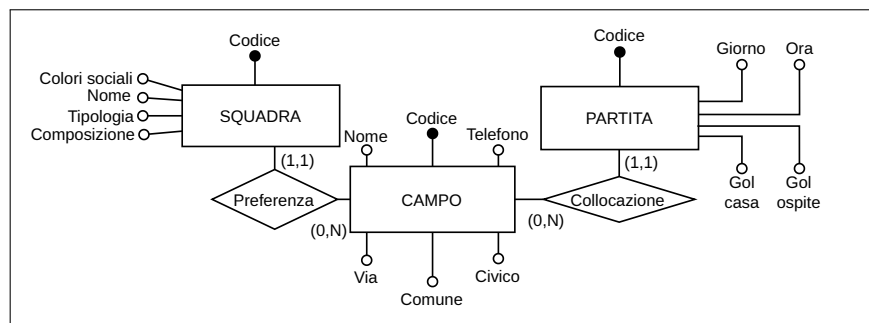 Codice
Colori sociali
Nome
Tipologia
Composizione
SQUADRA
(1,1)
Preferenza
(0,N)
Nome
Codice
Telefono
CAMPO
Via
Comune
Civico
Codice
Giorno
Ora
PARTITA
(1,1)
Collocazione
(0,N)
Gol
casa
Gol
ospite